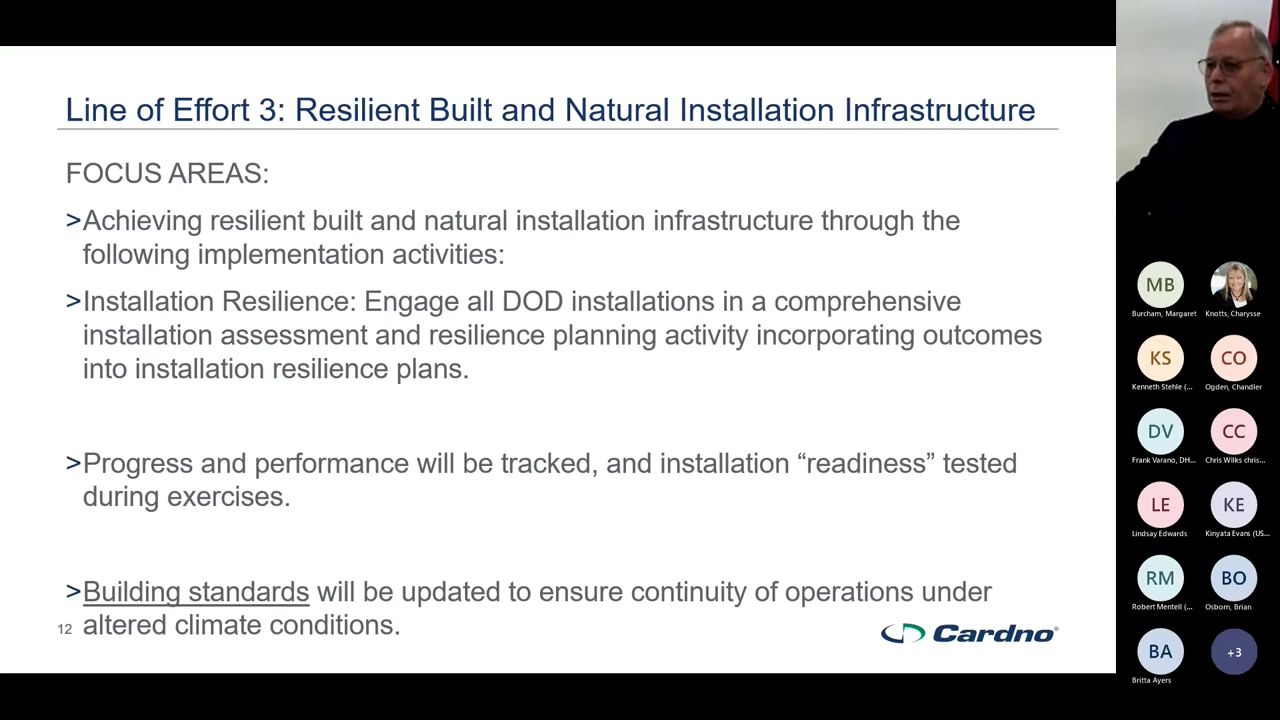 Line of Effort 3: Resilient Built and Natural Installation Infrastructure
FOCUS AREAS:
>Achieving resilient built and natural installation infrastructure through the
following implementation activities:
>Installation Resilience: Engage all DOD installations in a comprehensive
installation assessment and resilience planning activity incorporating outcomes
into installation resilience plans.
>Progress and performance will be tracked, and installation “readiness” tested
during exercises.
>Building standards will be updated to ensure continuity of operations under
altered climate conditions.
12
Cardno®
MB
Burcham, Margaret
Knotts, Charysse
KS
Kenneth Stehle (...
CO
Ogden, Chandler
DV
Frank Varano, DH...
CC
Chris Wilks chris...
LE
Lindsay Edwards
KE
Kinyata Evans (US...
RM
Robert Mentell (...
BO
Osborn, Brian
BA
Britta Ayers
+3